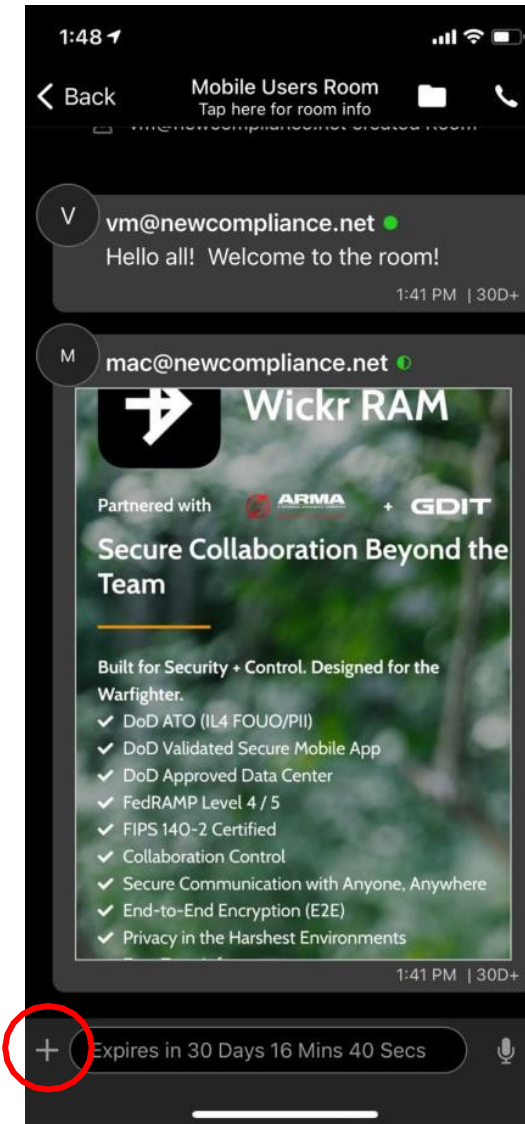 1:48
Back
Mobile Users Room
Tap here for room info
vm@newcompliance.net created Room
V
vm@newcompliance.net
Hello all! Welcome to the room!
1:41 PM | 30D+
M
mac@newcompliance.net
Wickr RAM
Partnered with ARMA + GDIT
Secure Collaboration Beyond the
Team
Built for Security + Control. Designed for the
Warfighter.
DoD ATO (IL4 FOUO/PII)
DoD Validated Secure Mobile App
DoD Approved Data Center
FedRAMP Level 4 / 5
FIPS 140-2 Certified
Collaboration Control
Secure Communication with Anyone, Anywhere
End-to-End Encryption (E2E)
Privacy in the Harshest Environments
1:41 PM | 30D+
Expires in 30 Days 16 Mins 40 Secs